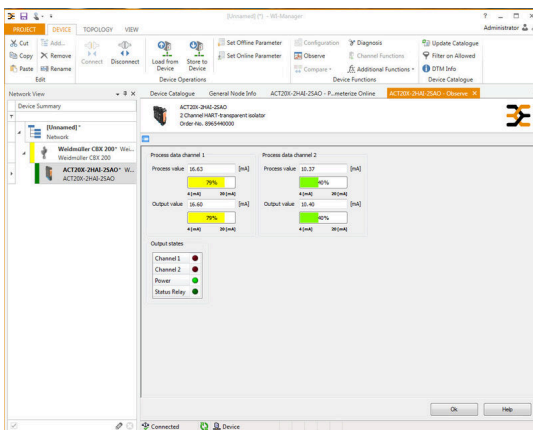 [Unnamed] (*) - WI-Manager
PROJECT DEVICE TOPOLOGY VIEW
Administrator
Cut Add...
Copy Remove
Paste Rename
Edit
Connect Disconnect
Load from Device
Store to Device
Set Offline Parameter
Set Online Parameter
Device Operations
Configuration Diagnosis
Observe Channel Functions
Compare Additional Functions
Device Functions
Update Catalogue
Filter on Allowed
DTM Info
Device Catalogue
Network View
Device Summary
[Unnamed] *
Network
Weidmüller CBX 200* Wei...
Weidmüller CBX 200
ACT20X-2HAI-2SAO* W...
ACT20X-2HAI-2SAO
Device Catalogue General Node Info ACT20X-2HAI-2SAO - P...meterize Online ACT20X-2HAI-2SAO - Observe
ACT20X-2HAI-2SAO
2 Channel HART-transparent isolator
Order-No. 8965440000
Process data channel 1
Process value 16.63 [mA]
79%
4 [mA] 20 [mA]
Output value 16.60 [mA]
79%
4 [mA] 20 [mA]
Process data channel 2
Process value 10.37 [mA]
40%
4 [mA] 20 [mA]
Output value 10.40 [mA]
40%
4 [mA] 20 [mA]
Output states
Channel 1
Channel 2
Power
Status Relay
Ok Help
Connected Device